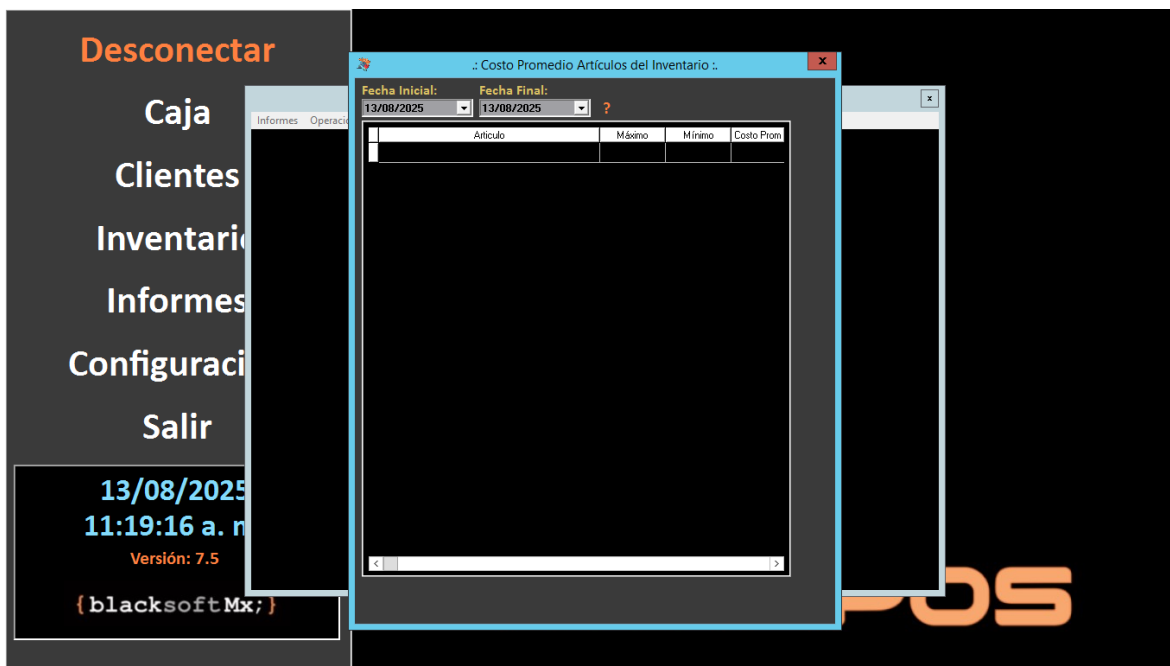 Desconectar
Caja
Clientes
Inventari
Informes
Configuraci
Salir
13/08/2025
11:19:16 a. m
Versión: 7.5
{blacksoftMx;}
Informes Operaci
x
.: Costo Promedio Artículos del Inventario :.
x
Fecha Inicial: Fecha Final:
13/08/2025 13/08/2025 ?
Articulo Máximo Mínimo Costo Prom
POS